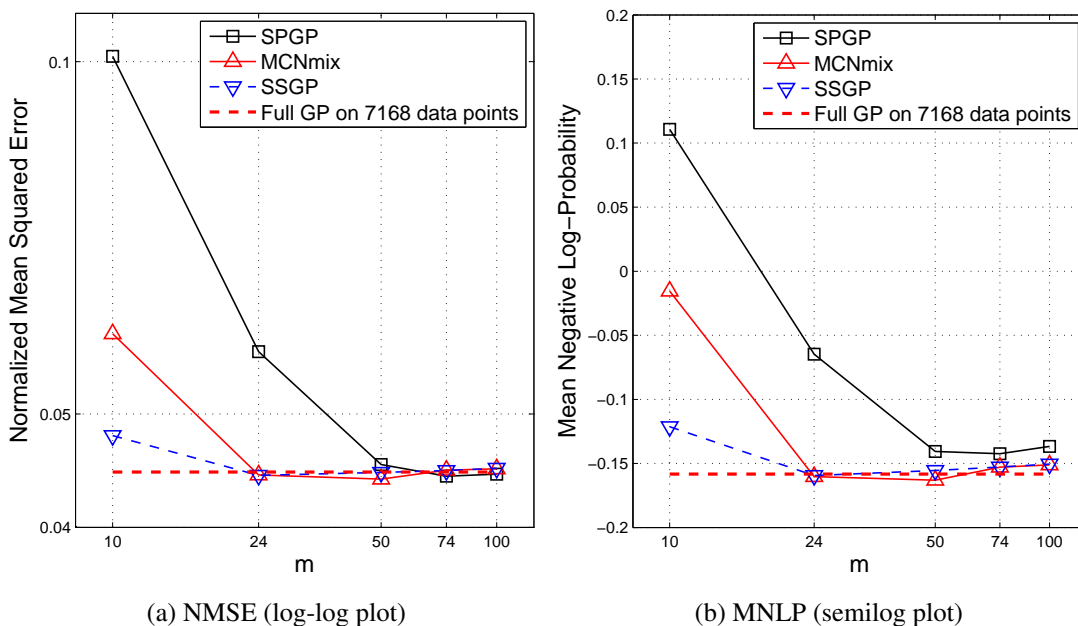 Normalized Mean Squared Error
0.1
0.05
0.04
SPGP
MCNmix
SSGP
Full GP on 7168 data points
10
24
50
74
100
m
(a) NMSE (log-log plot)
Mean Negative Log−Probability
0.2
0.15
0.1
0.05
0
−0.05
−0.1
−0.15
−0.2
SPGP
MCNmix
SSGP
Full GP on 7168 data points
10
24
50
74
100
m
(b) MNLP (semilog plot)